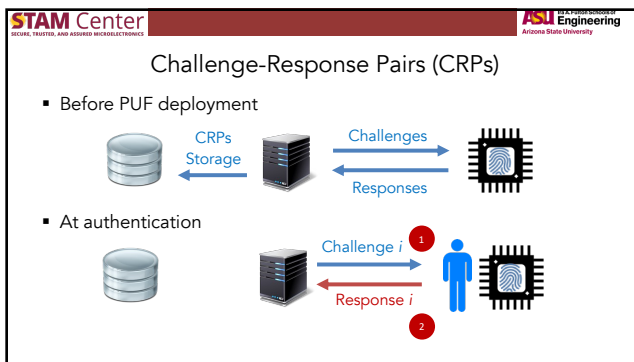 STAM Center
SECURE, TRUSTED, AND ASSURED MICROELECTRONICS
ASU Ira A. Fulton Schools of
Engineering
Arizona State University
Challenge-Response Pairs (CRPs)
▪ Before PUF deployment
CRPs
Storage
Challenges
Responses
▪ At authentication
Challenge i
1
Response i
2